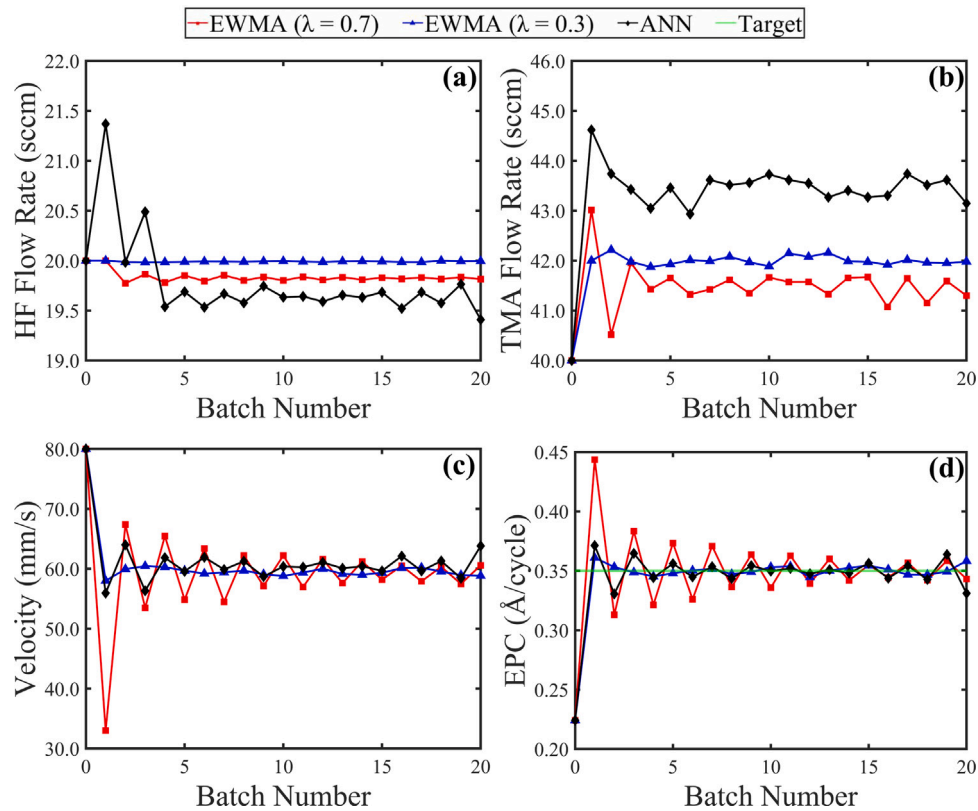 EWMA (λ = 0.7) EWMA (λ = 0.3) ANN Target
(a)
HF Flow Rate (sccm)
22.0
21.5
21.0
20.5
20.0
19.5
19.0
0 5 10 15 20
Batch Number
(b)
TMA Flow Rate (sccm)
46.0
45.0
44.0
43.0
42.0
41.0
40.0
0 5 10 15 20
Batch Number
(c)
Velocity (mm/s)
80.0
70.0
60.0
50.0
40.0
30.0
0 5 10 15 20
Batch Number
(d)
EPC (Å/cycle)
0.45
0.40
0.35
0.30
0.25
0.20
0 5 10 15 20
Batch Number